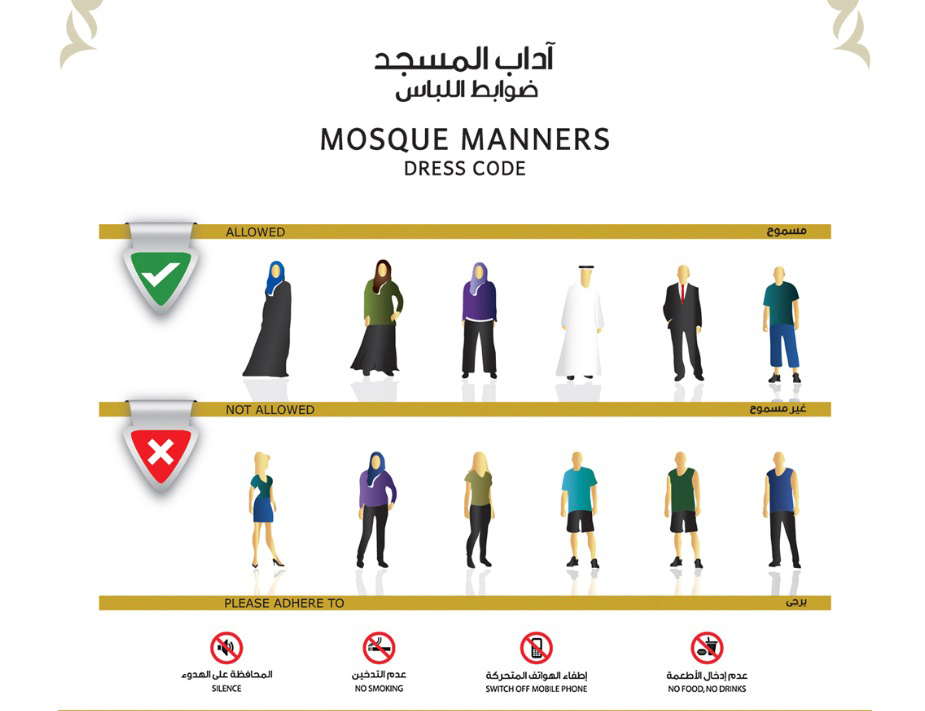 آداب المسجد
ضوابط اللباس
MOSQUE MANNERS
DRESS CODE
ALLOWED
مسموح
NOT ALLOWED
غير مسموح
PLEASE ADHERE TO
يرجى
المحافظة على الهدوء
SILENCE
عدم التدخين
NO SMOKING
إطفاء الهواتف المتحركة
SWITCH OFF MOBILE PHONE
عدم إدخال الأطعمة
NO FOOD, NO DRINKS